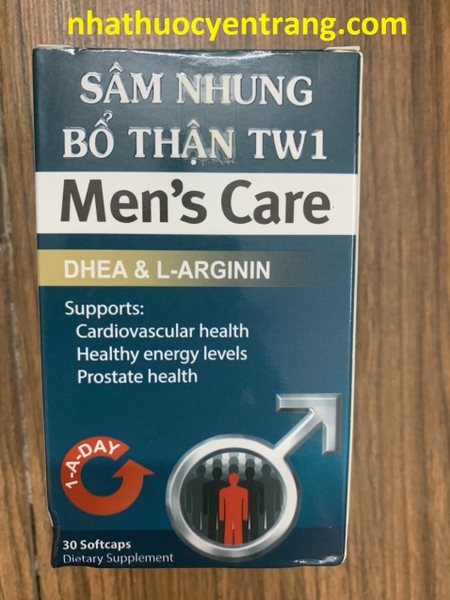 nhathuocyentrang.com
SÂM NHUNG
BỔ THẬN TW1
Men's Care
DHEA & L-ARGININ
Supports:
Cardiovascular health
Healthy energy levels
Prostate health
1-A-DAY
30 Softcaps
Dietary Supplement